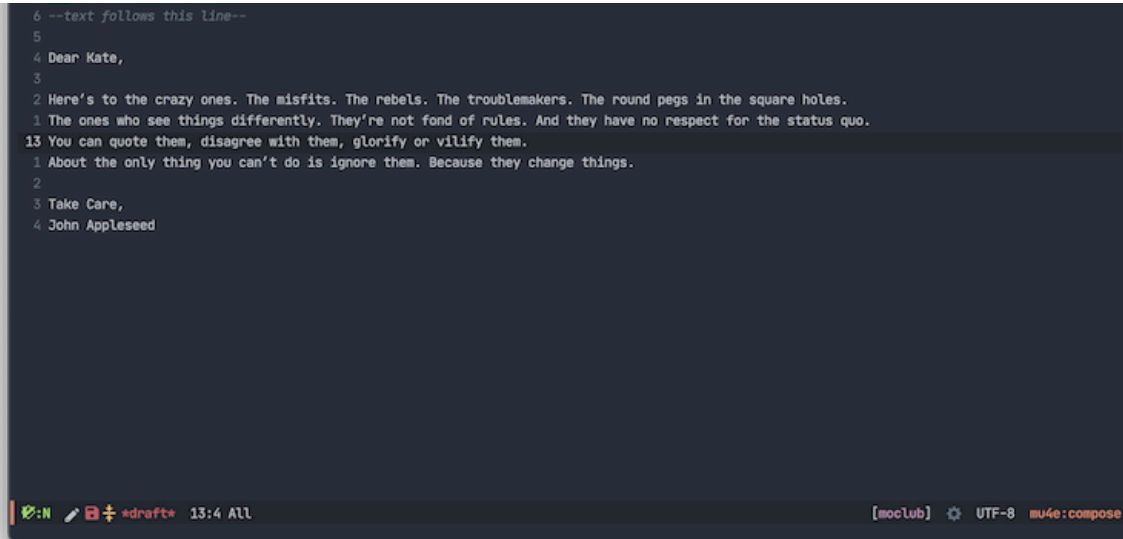 6 --text follows this line--
5
4 Dear Kate,
3
2 Here's to the crazy ones. The misfits. The rebels. The troublemakers. The round pegs in the square holes.
1 The ones who see things differently. They're not fond of rules. And they have no respect for the status quo.
13 You can quote them, disagree with them, glorify or vilify them.
1 About the only thing you can't do is ignore them. Because they change things.
2
3 Take Care,
4 John Appleseed
:N *draft* 13:4 All [moclub] UTF-8 mu4e:compose